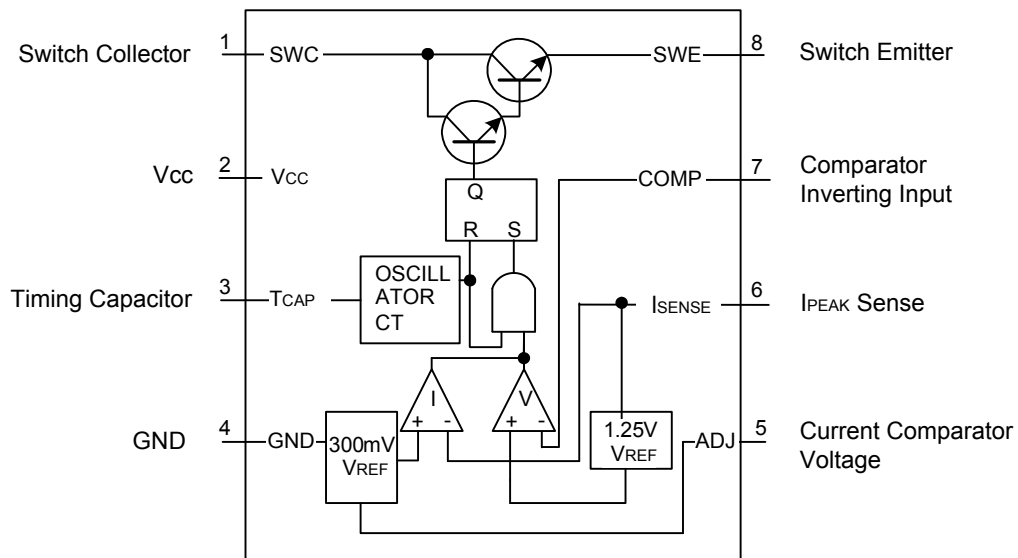 Switch Collector
1
SWC
SWE
8
Switch Emitter
Vcc
2
VCC
Q
R S
COMP
7
Comparator
Inverting Input
Timing Capacitor
3
TCAP
OSCILL
ATOR
CT
ISENSE
6
IPEAK Sense
I
+ -
V
+ -
GND
4
GND
300mV
VREF
1.25V
VREF
ADJ
5
Current Comparator
Voltage